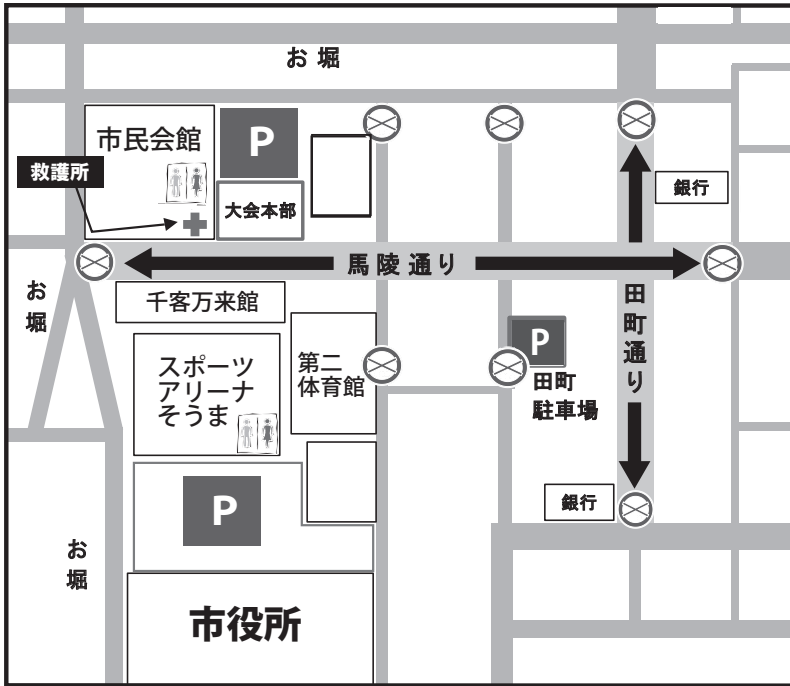 お堀
市民会館
P
救護所
大会本部
銀行
馬陵通り
お堀
千客万来館
田町通り
スポーツ
アリーナ
そうま
第二
体育館
P
田町
駐車場
P
銀行
お堀
市役所